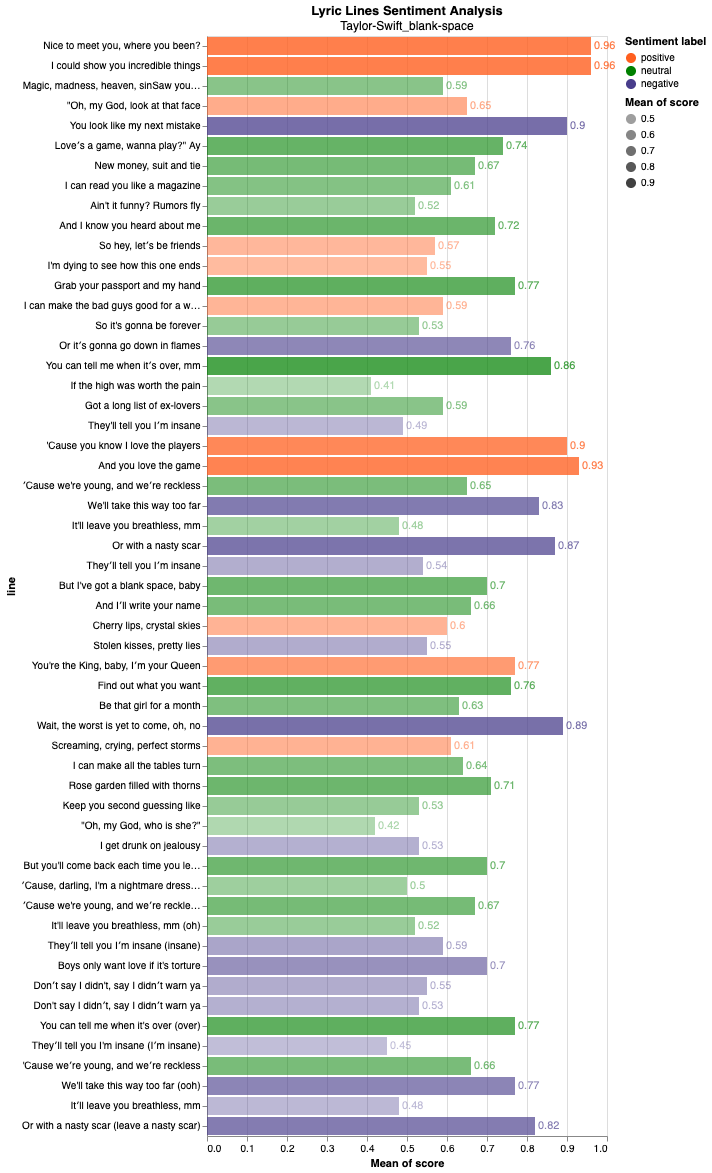 Lyric Lines Sentiment Analysis
Taylor-Swift_blank-space
Nice to meet you, where you been? 0.96
I could show you incredible things 0.96
Magic, madness, heaven, sinSaw you… 0.59
"Oh, my God, look at that face 0.65
You look like my next mistake 0.9
Love′s a game, wanna play?" Ay 0.74
New money, suit and tie 0.67
I can read you like a magazine 0.61
Ain't it funny? Rumors fly 0.52
And I know you heard about me 0.72
So hey, let′s be friends 0.57
I'm dying to see how this one ends 0.55
Grab your passport and my hand 0.77
I can make the bad guys good for a w… 0.59
So it's gonna be forever 0.53
Or it′s gonna go down in flames 0.76
You can tell me when it′s over, mm 0.86
If the high was worth the pain 0.41
Got a long list of ex-lovers 0.59
They'll tell you I′m insane 0.49
'Cause you know I love the players 0.9
And you love the game 0.93
′Cause we're young, and we′re reckless 0.65
We'll take this way too far 0.83
It'll leave you breathless, mm 0.48
Or with a nasty scar 0.87
They′ll tell you I′m insane 0.54
But I've got a blank space, baby 0.7
And I′ll write your name 0.66
Cherry lips, crystal skies 0.6
Stolen kisses, pretty lies 0.55
You're the King, baby, I′m your Queen 0.77
Find out what you want 0.76
Be that girl for a month 0.63
Wait, the worst is yet to come, oh, no 0.89
Screaming, crying, perfect storms 0.61
I can make all the tables turn 0.64
Rose garden filled with thorns 0.71
Keep you second guessing like 0.53
"Oh, my God, who is she?" 0.42
I get drunk on jealousy 0.53
But you'll come back each time you le… 0.7
′Cause, darling, I'm a nightmare dress… 0.5
′Cause we're young, and we′re reckle… 0.67
It'll leave you breathless, mm (oh) 0.52
They′ll tell you I′m insane (insane) 0.59
Boys only want love if it's torture 0.7
Don′t say I didn't, say I didn′t warn ya 0.55
Don't say I didn′t, say I didn′t warn ya 0.53
You can tell me when it's over (over) 0.77
They′ll tell you I'm insane (I′m insane) 0.45
'Cause we′re young, and we′re reckless 0.66
We'll take this way too far (ooh) 0.77
It′ll leave you breathless, mm 0.48
Or with a nasty scar (leave a nasty scar) 0.82
line
0.0 0.1 0.2 0.3 0.4 0.5 0.6 0.7 0.8 0.9 1.0
Mean of score
Sentiment label
positive
neutral
negative
Mean of score
0.5
0.6
0.7
0.8
0.9